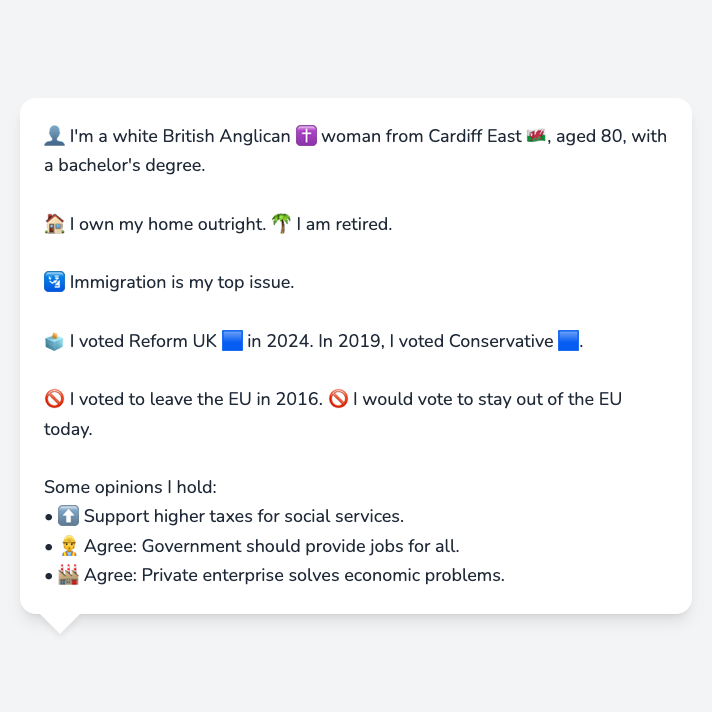 👤 I'm a white British Anglican ✝️ woman from Cardiff East 🏴󠁧󠁢󠁷󠁬󠁳󠁿, aged 80, with
a bachelor's degree.
🏠 I own my home outright. 🌴 I am retired.
🛂 Immigration is my top issue.
🗳️ I voted Reform UK 🟦 in 2024. In 2019, I voted Conservative 🟦.
🚫 I voted to leave the EU in 2016. 🚫 I would vote to stay out of the EU
today.
Some opinions I hold:
• ⬆️ Support higher taxes for social services.
• 👷 Agree: Government should provide jobs for all.
• 🏭 Agree: Private enterprise solves economic problems.